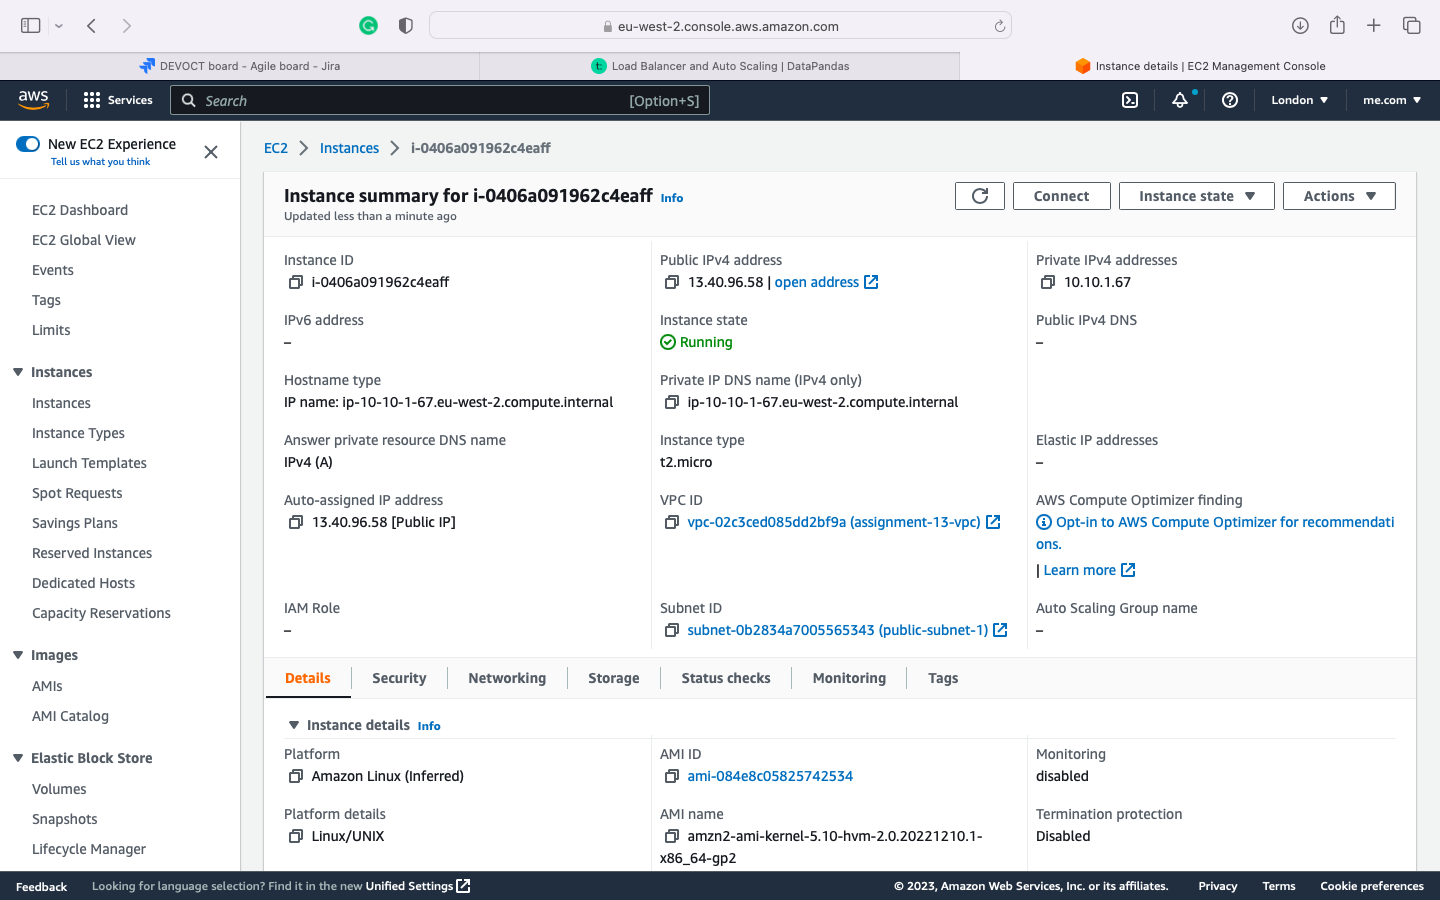 eu-west-2.console.aws.amazon.com
DEVOCT board - Agile board - Jira
Load Balancer and Auto Scaling | DataPandas
Instance details | EC2 Management Console
aws
Services
Search
[Option+S]
London
me.com
New EC2 Experience
Tell us what you think
EC2 Dashboard
EC2 Global View
Events
Tags
Limits
Instances
Instances
Instance Types
Launch Templates
Spot Requests
Savings Plans
Reserved Instances
Dedicated Hosts
Capacity Reservations
Images
AMIs
AMI Catalog
Elastic Block Store
Volumes
Snapshots
Lifecycle Manager
EC2 > Instances > i-0406a091962c4eaff
Instance summary for i-0406a091962c4eaff Info
Updated less than a minute ago
Connect
Instance state
Actions
Instance ID
i-0406a091962c4eaff
Public IPv4 address
13.40.96.58 | open address
Private IPv4 addresses
10.10.1.67
IPv6 address
–
Instance state
Running
Public IPv4 DNS
–
Hostname type
IP name: ip-10-10-1-67.eu-west-2.compute.internal
Private IP DNS name (IPv4 only)
ip-10-10-1-67.eu-west-2.compute.internal
Answer private resource DNS name
IPv4 (A)
Instance type
t2.micro
Elastic IP addresses
–
Auto-assigned IP address
13.40.96.58 [Public IP]
VPC ID
vpc-02c3ced085dd2bf9a (assignment-13-vpc)
AWS Compute Optimizer finding
Opt-in to AWS Compute Optimizer for recommendati
ons.
| Learn more
IAM Role
–
Subnet ID
subnet-0b2834a7005565343 (public-subnet-1)
Auto Scaling Group name
–
Details
Security
Networking
Storage
Status checks
Monitoring
Tags
Instance details Info
Platform
Amazon Linux (Inferred)
AMI ID
ami-084e8c05825742534
Monitoring
disabled
Platform details
Linux/UNIX
AMI name
amzn2-ami-kernel-5.10-hvm-2.0.20221210.1-
x86_64-gp2
Termination protection
Disabled
Feedback
Looking for language selection? Find it in the new Unified Settings
© 2023, Amazon Web Services, Inc. or its affiliates.
Privacy
Terms
Cookie preferences